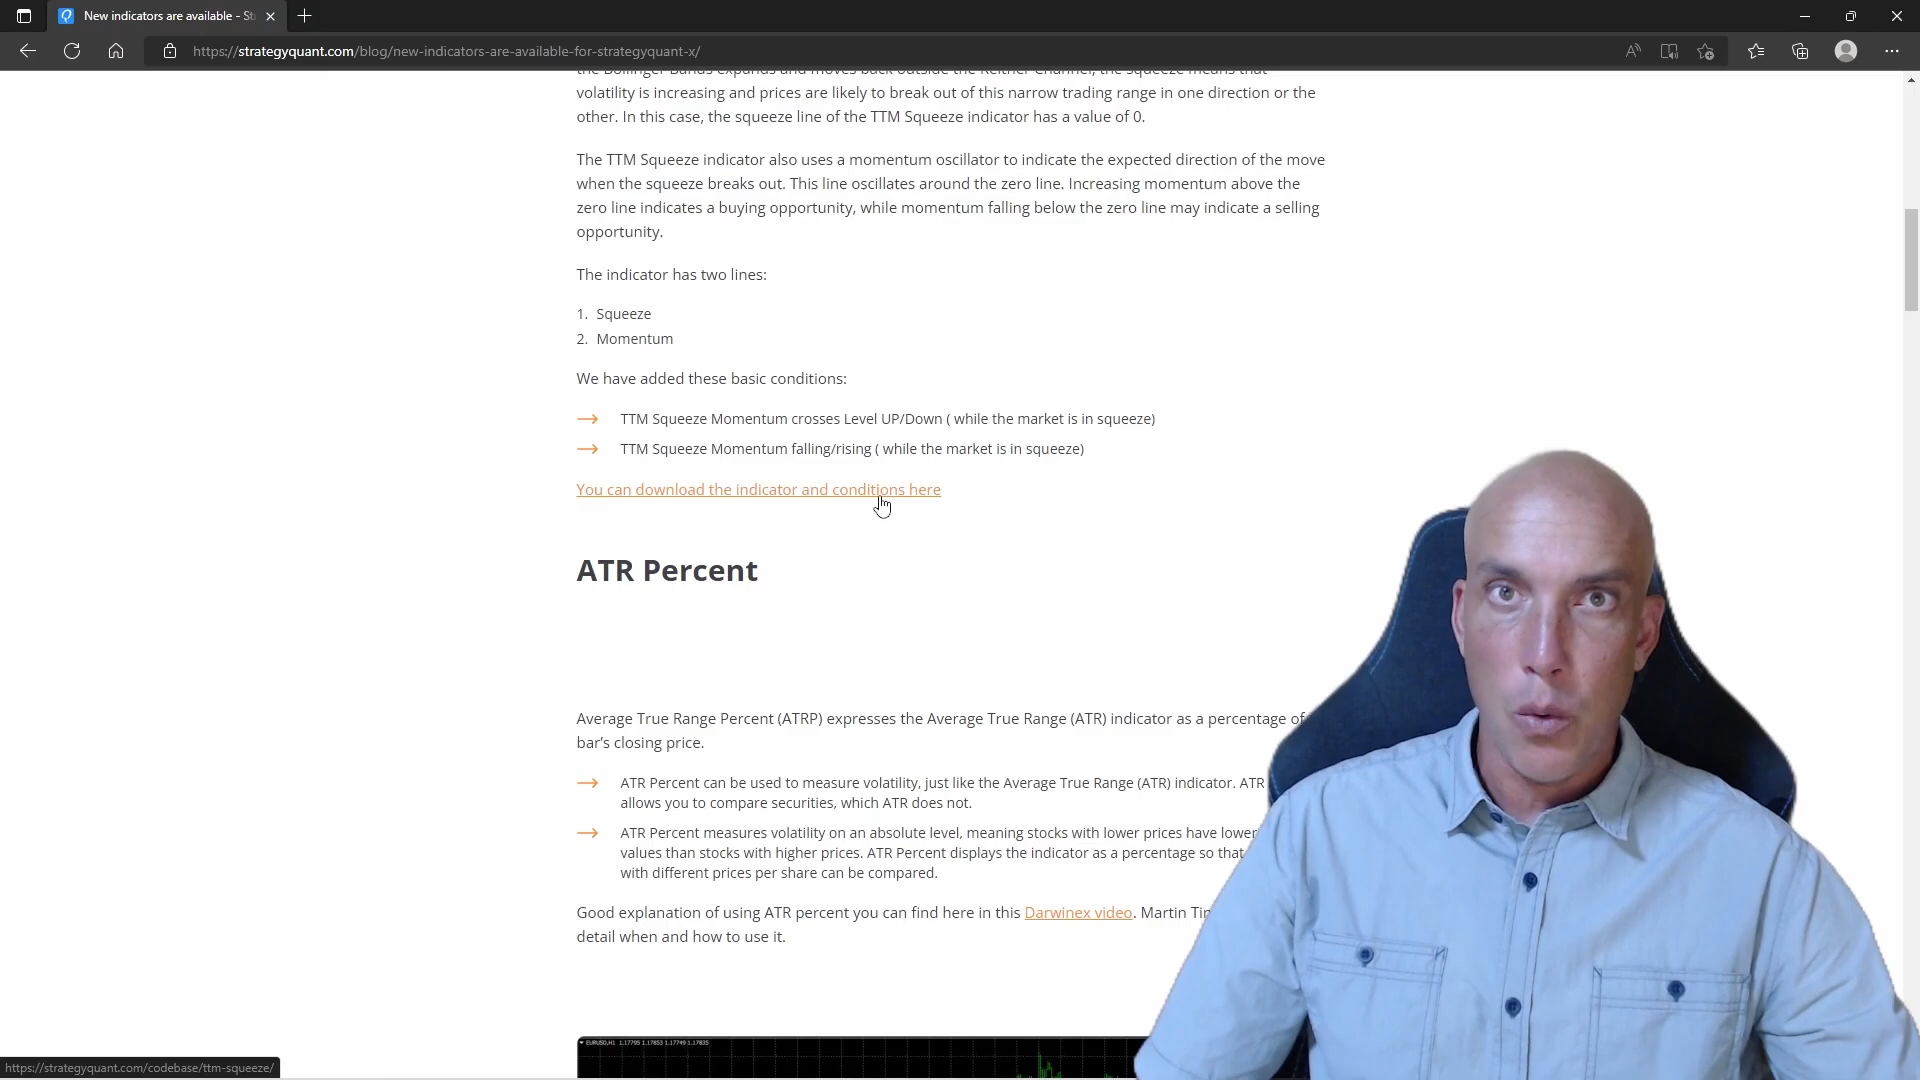 New indicators are available - St
https://strategyquant.com/blog/new-indicators-are-available-for-strategyquant-x/
volatility is increasing and prices are likely to break out of this narrow trading range in one direction or the
other. In this case, the squeeze line of the TTM Squeeze indicator has a value of 0.
The TTM Squeeze indicator also uses a momentum oscillator to indicate the expected direction of the move
when the squeeze breaks out. This line oscillates around the zero line. Increasing momentum above the
zero line indicates a buying opportunity, while momentum falling below the zero line may indicate a selling
opportunity.
The indicator has two lines:
1. Squeeze
2. Momentum
We have added these basic conditions:
TTM Squeeze Momentum crosses Level UP/Down ( while the market is in squeeze)
TTM Squeeze Momentum falling/rising ( while the market is in squeeze)
You can download the indicator and conditions here
ATR Percent
Average True Range Percent (ATRP) expresses the Average True Range (ATR) indicator as a percentage of
bar's closing price.
ATR Percent can be used to measure volatility, just like the Average True Range (ATR) indicator. ATR
allows you to compare securities, which ATR does not.
ATR Percent measures volatility on an absolute level, meaning stocks with lower prices have lower
values than stocks with higher prices. ATR Percent displays the indicator as a percentage so that
with different prices per share can be compared.
Good explanation of using ATR percent you can find here in this Darwinex video. Martin Tin
detail when and how to use it.
EURUSD,H1 1.17795 1.17853 1.17749 1.17835
https://strategyquant.com/codebase/ttm-squeeze/